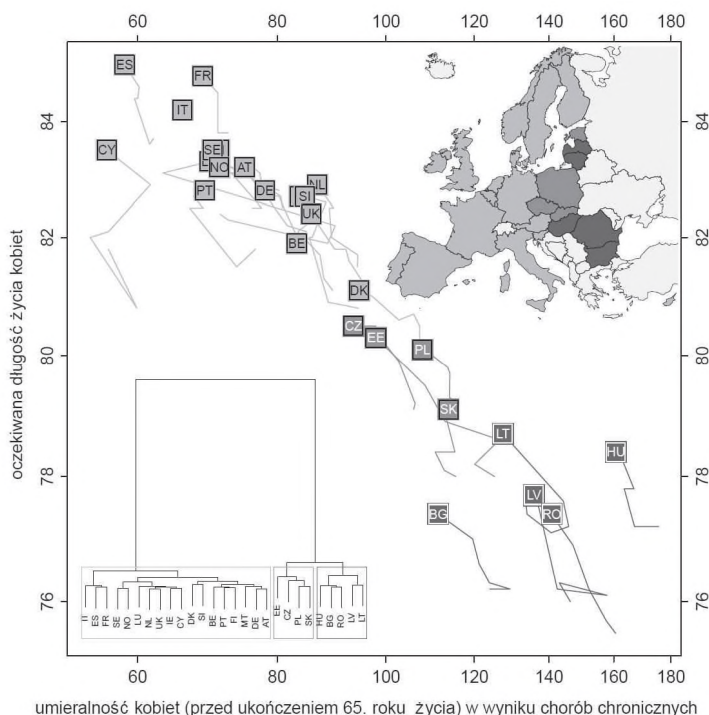 60 80 100 120 140 160 180
84
82
80
78
76
84
82
80
78
76
oczekiwana długość życia kobiet
ES
FR
IT
CY
SE
NO
AT
PT
DE
NL
SI
UK
BE
DK
CZ
EE
PL
SK
LT
HU
LV
BG
RO
IT ES FR SE NO LU NL UK IE CY DK SI BE PT FI MT DE AT EE CZ PL SK HU BG RO LV LT
60 80 100 120 140 160 180
umieralność kobiet (przed ukończeniem 65. roku życia) w wyniku chorób chronicznych